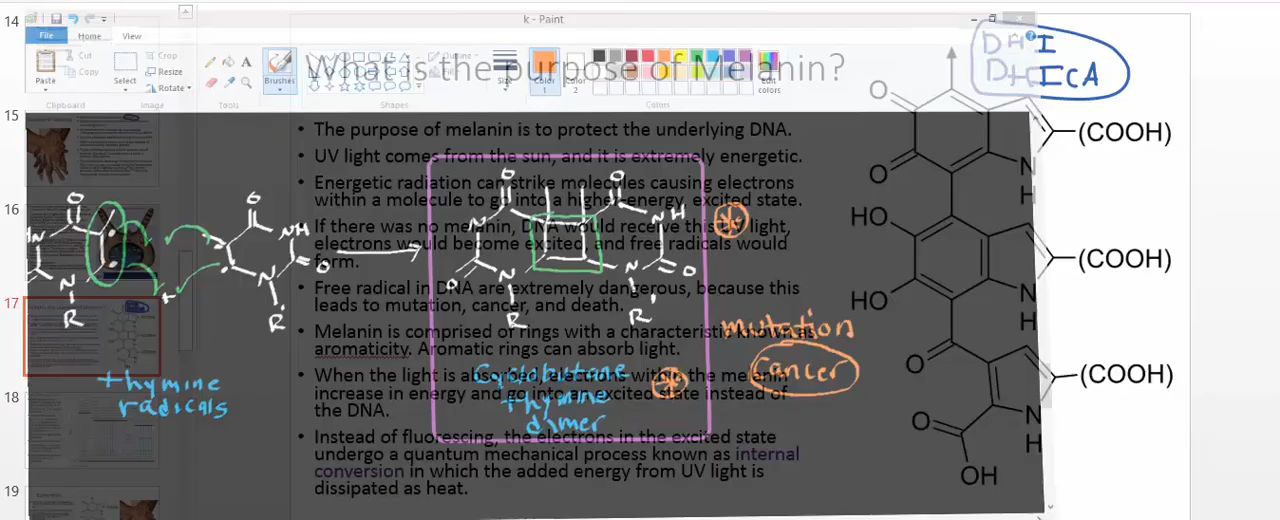 14
k - Paint
File
Home
View
Cut
Copy
Paste
Clipboard
Select
Crop
Resize
Rotate
Image
Tools
Brushes
Shapes
Outline
Size
Color 1
Color 2
Colors
Edit colors
What is the purpose of Melanin?
DHI
DHICA
15
• The purpose of melanin is to protect the underlying DNA.
• UV light comes from the sun, and it is extremely energetic.
• Energetic radiation can strike molecules causing electrons
within a molecule to go into a higher-energy, excited state.
16
• If there was no melanin, DNA would receive this UV light,
electrons would become excited, and free radicals would
form.
17
• Free radical in DNA are extremely dangerous, because this
leads to mutation, cancer, and death.
• Melanin is comprised of rings with a characteristic known as
aromaticity. Aromatic rings can absorb light.
• When the light is absorbed, electrons within the melanin
increase in energy and go into an excited state instead of
the DNA.
18
• Instead of fluorescing, the electrons in the excited state
undergo a quantum mechanical process known as internal
conversion in which the added energy from UV light is
dissipated as heat.
19
O
HN
N
R
O
NH
O
N
R'
thymine
radicals
O
O
N
N
H
O
N
N
O
R
R'
Cyclobutane
thymine
dimer
mutation
cancer
O
O
(COOH)
N
H
HO
HO
(COOH)
N
H
O
(COOH)
O
N
H
OH